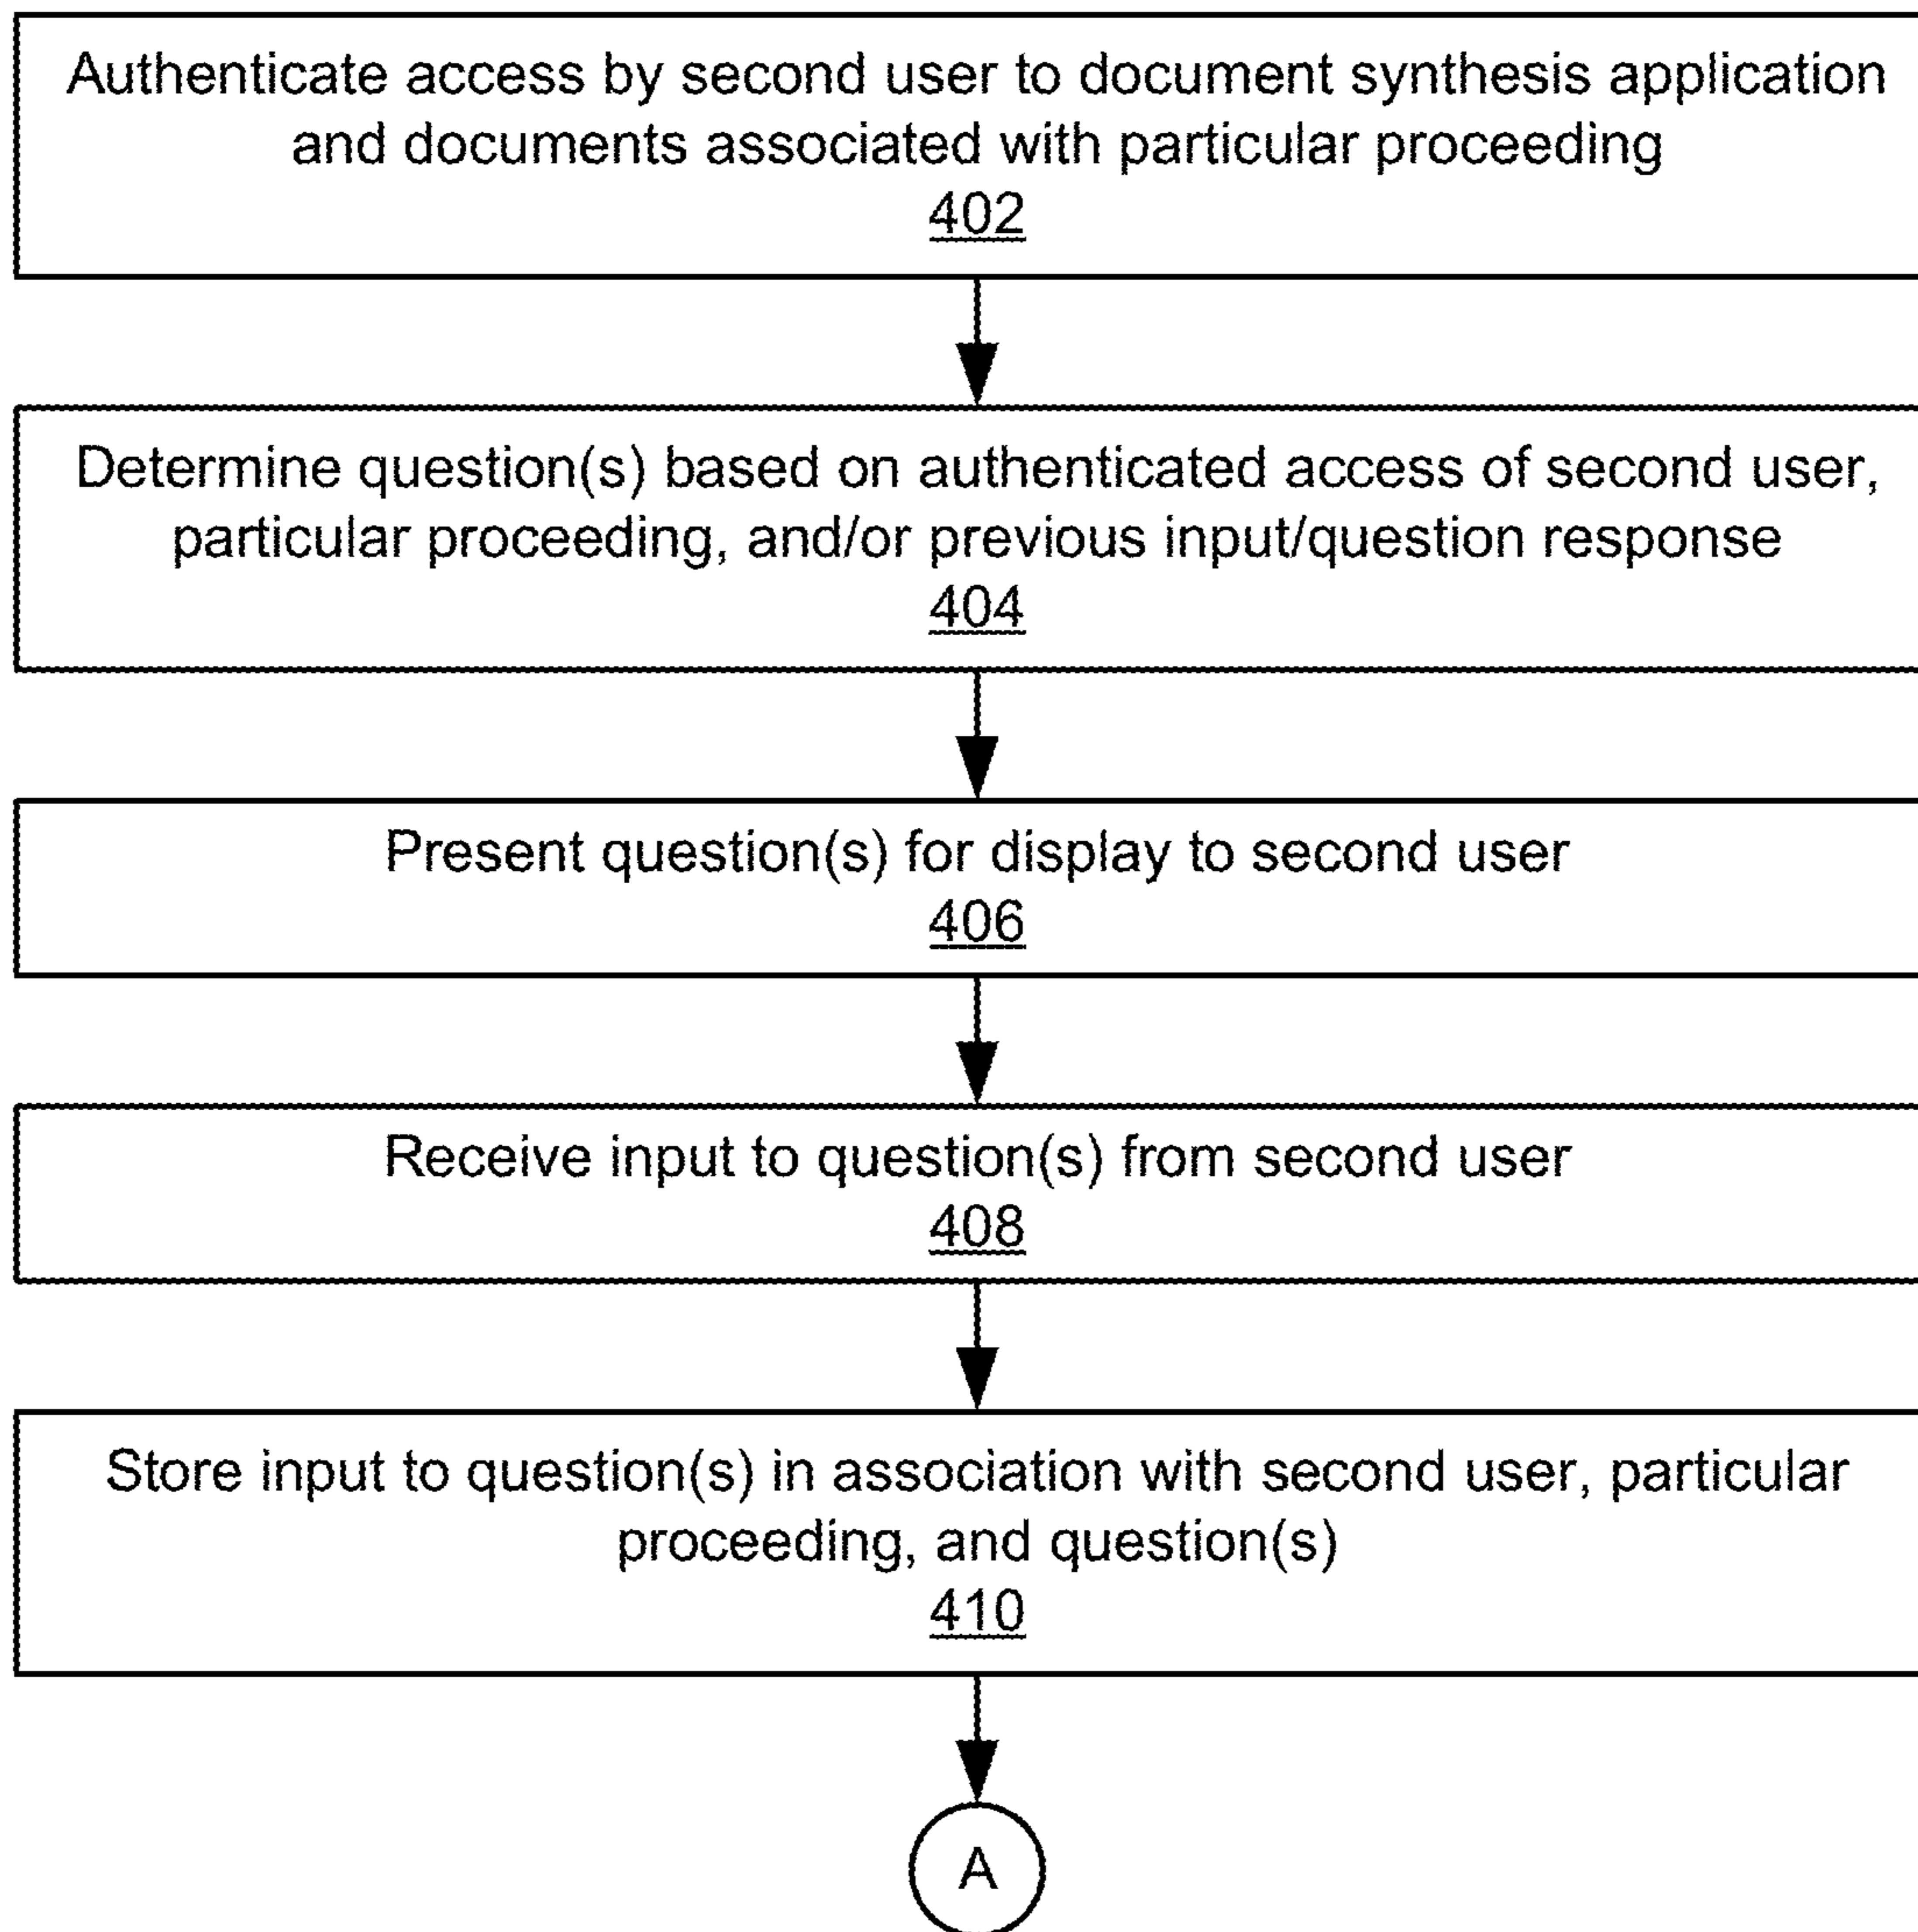 Authenticate access by second user to document synthesis application
and documents associated with particular proceeding
402
Determine question(s) based on authenticated access of second user,
particular proceeding, and/or previous input/question response
404
Present question(s) for display to second user
406
Receive input to question(s) from second user
408
Store input to question(s) in association with second user, particular
proceeding, and question(s)
410
A